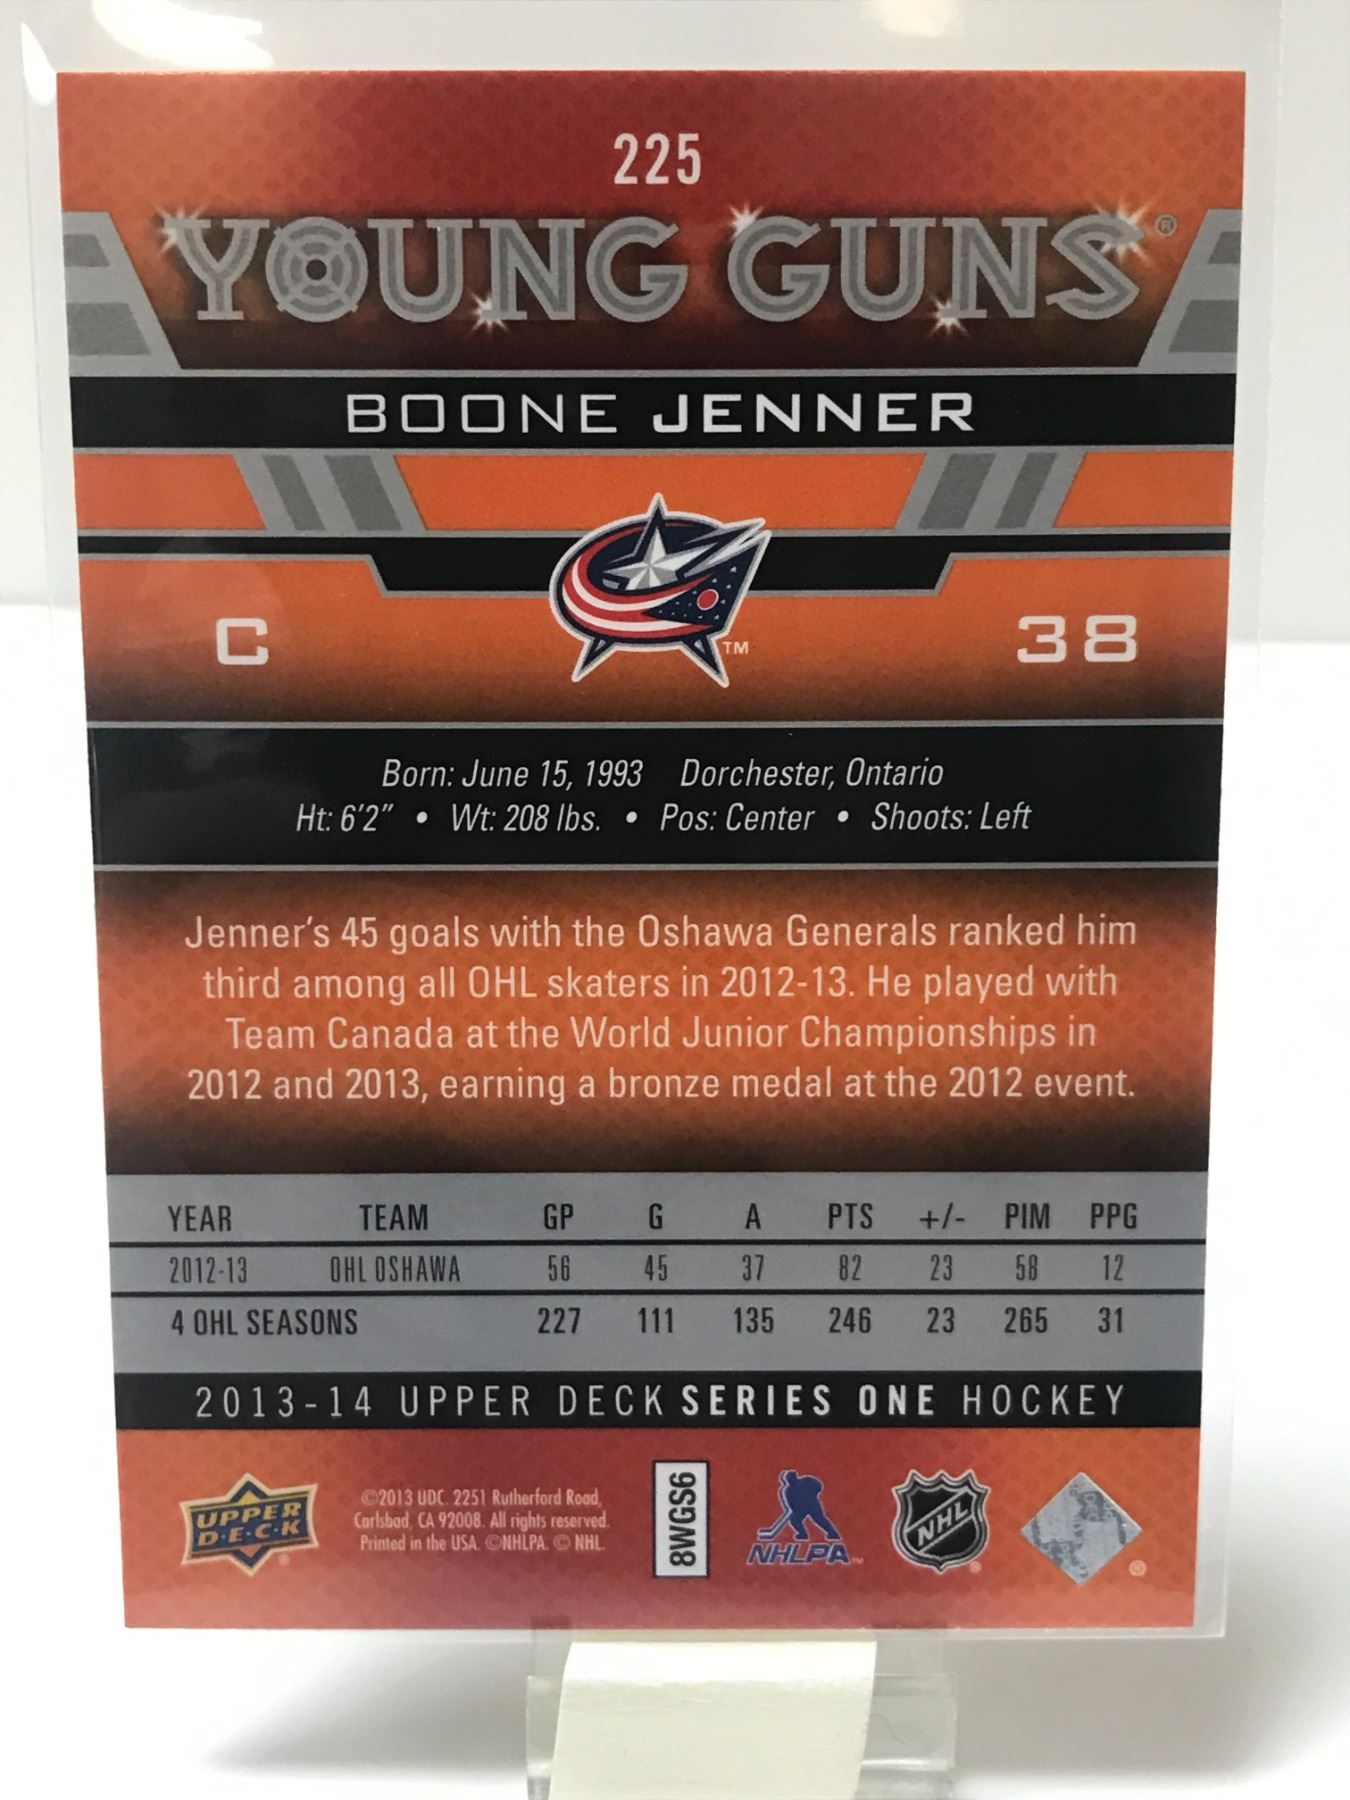 225
YOUNG GUNS®
BOONE JENNER
TM
C 38
Born: June 15, 1993 Dorchester, Ontario
Ht: 6'2" • Wt: 208 lbs. • Pos: Center • Shoots: Left
Jenner's 45 goals with the Oshawa Generals ranked him
third among all OHL skaters in 2012-13. He played with
Team Canada at the World Junior Championships in
2012 and 2013, earning a bronze medal at the 2012 event.
YEAR TEAM GP G A PTS +/- PIM PPG
2012-13 OHL OSHAWA 56 45 37 82 23 58 12
4 OHL SEASONS 227 111 135 246 23 265 31
2013-14 UPPER DECK SERIES ONE HOCKEY
UPPER
D·E·C·K
®
©2013 UDC. 2251 Rutherford Road,
Carlsbad, CA 92008. All rights reserved.
Printed in the USA. ©NHLPA. © NHL.
8WGS6
NHLPA™
NHL
®
®